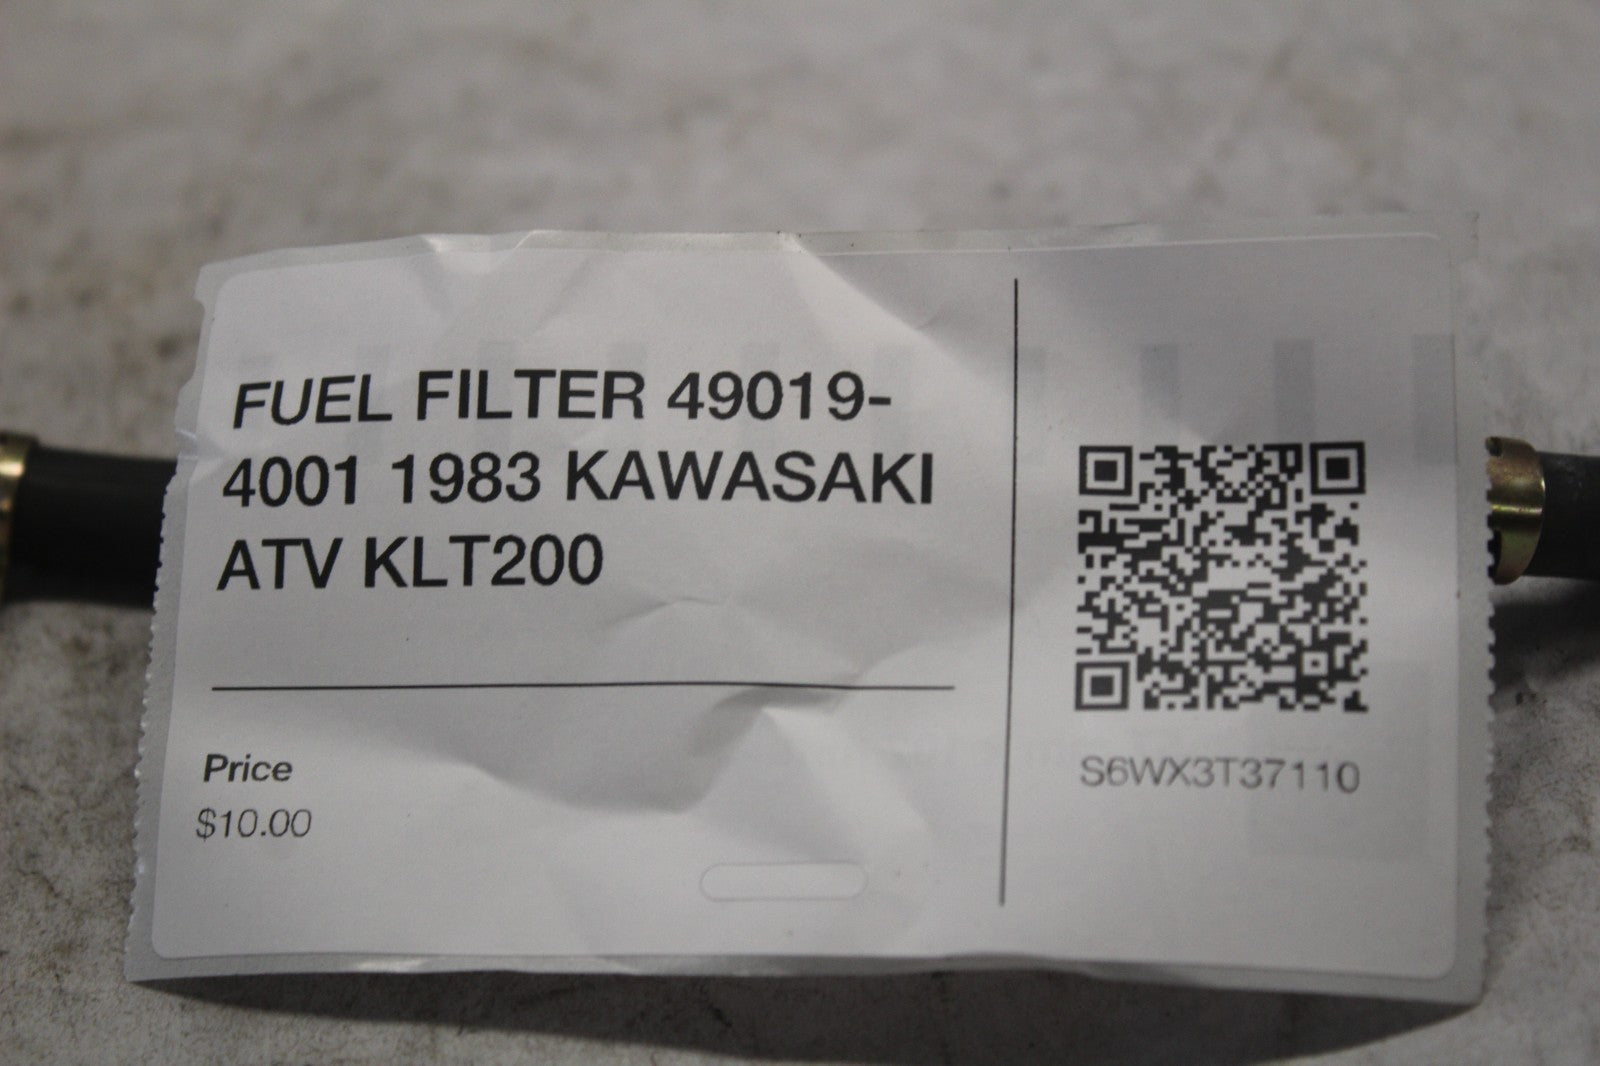 FUEL FILTER 49019-
4001 1983 KAWASAKI
ATV KLT200
Price
$10.00
S6WX3T37110